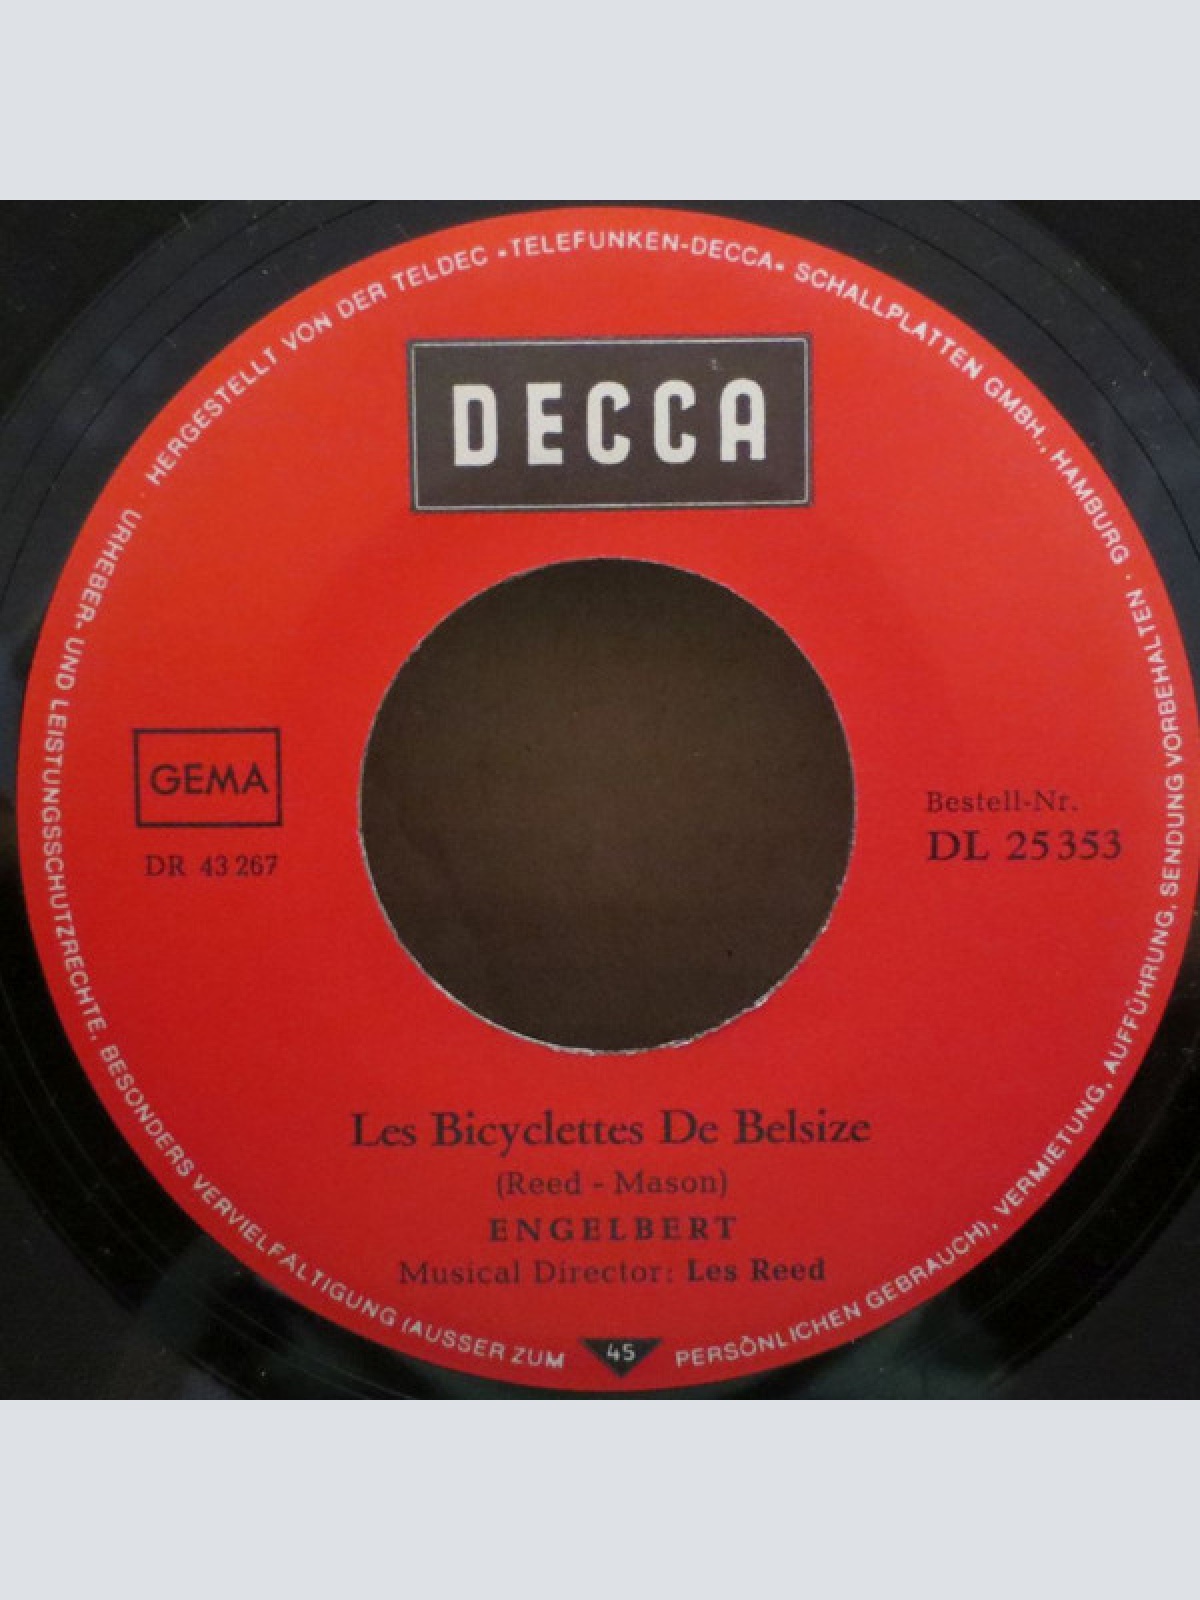 HERGESTELLT VON DER TELDEC •TELEFUNKEN-DECCA• SCHALLPLATTEN GMBH., HAMBURG ·
URHEBER- UND LEISTUNGSSCHUTZRECHTE, BESONDERS VERVIELFÄLTIGUNG (AUSSER ZUM PERSÖNLICHEN GEBRAUCH), VERMIETUNG, AUFFÜHRUNG, SENDUNG VORBEHALTEN ·
DECCA
GEMA
DR 43 267
Bestell-Nr.
DL 25 353
Les Bicyclettes De Belsize
(Reed - Mason)
ENGELBERT
Musical Director: Les Reed
45